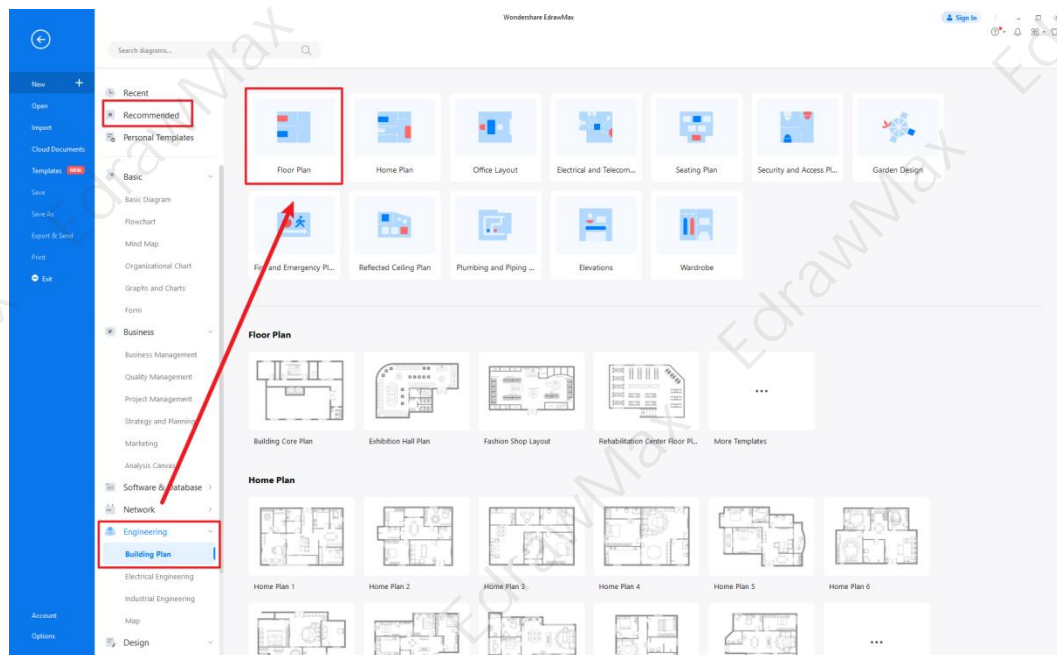 Wondershare EdrawMax
Sign In
Search diagrams...
New +
Open
Import
Cloud Documents
Templates NEW
Save
Save As
Export & Send
Print
Exit
Account
Options
Recent
Recommended
Personal Templates
Basic
Basic Diagram
Flowchart
Mind Map
Organizational Chart
Graphs and Charts
Form
Business
Business Management
Quality Management
Project Management
Strategy and Planning
Marketing
Analysis Canvas
Software & Database
Network
Engineering
Building Plan
Electrical Engineering
Industrial Engineering
Map
Design
Floor Plan
Home Plan
Office Layout
Electrical and Telecom...
Seating Plan
Security and Access Pl...
Garden Design
Fire and Emergency Pl...
Reflected Ceiling Plan
Plumbing and Piping ...
Elevations
Wardrobe
Floor Plan
Building Core Plan
Exhibition Hall Plan
Fashion Shop Layout
Rehabilitation Center Floor Pl...
More Templates
Home Plan
Home Plan 1
Home Plan 2
Home Plan 3
Home Plan 4
Home Plan 5
Home Plan 6
EdrawMax
EdrawMax
EdrawMax
EdrawMax